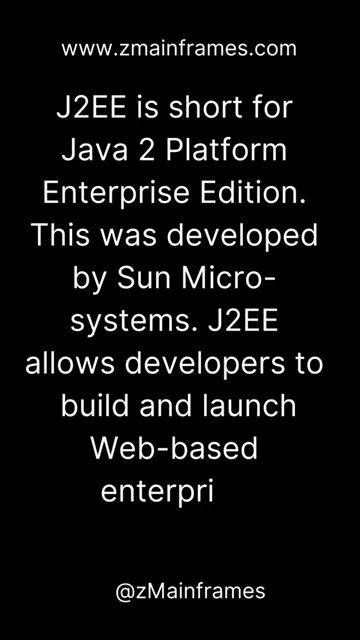 www.zmainframes.com
J2EE is short for
Java 2 Platform
Enterprise Edition.
This was developed
by Sun Micro-
systems. J2EE
allows developers to
build and launch
Web-based
enterpri
@zMainframes